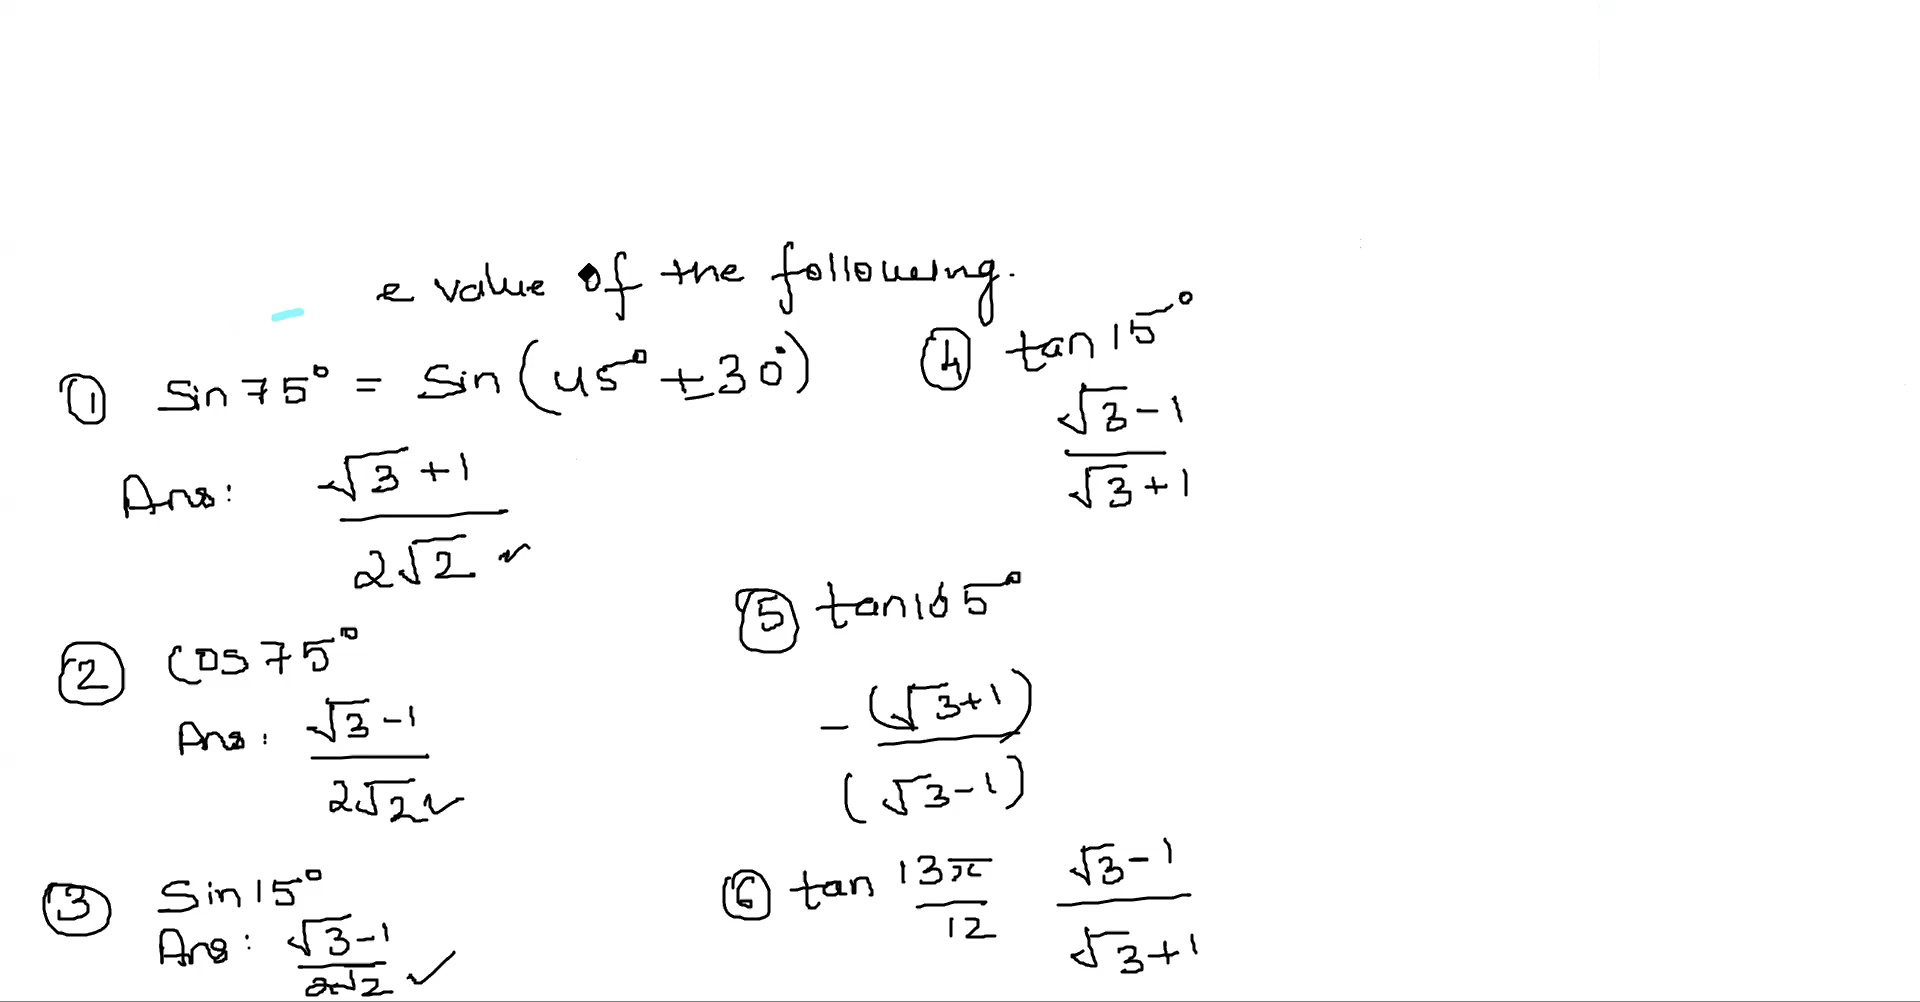 e value of the following.
① sin 75° = sin (45° ± 30°)
Ans: √3 + 1
2√2 ✓
② cos 75°
Ans: √3 - 1
2√2 ✓
③ Sin 15°
Ans: √3 - 1
2√2 ✓
④ tan 15°
√3 - 1
√3 + 1
⑤ tan 105°
- (√3 + 1)
(√3 - 1)
⑥ tan 13π √3 - 1
12 √3 + 1